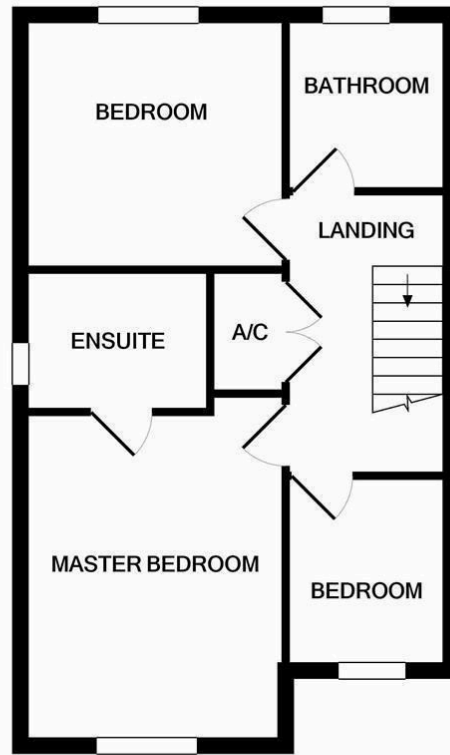 BEDROOM
BATHROOM
LANDING
ENSUITE
A/C
MASTER BEDROOM
BEDROOM